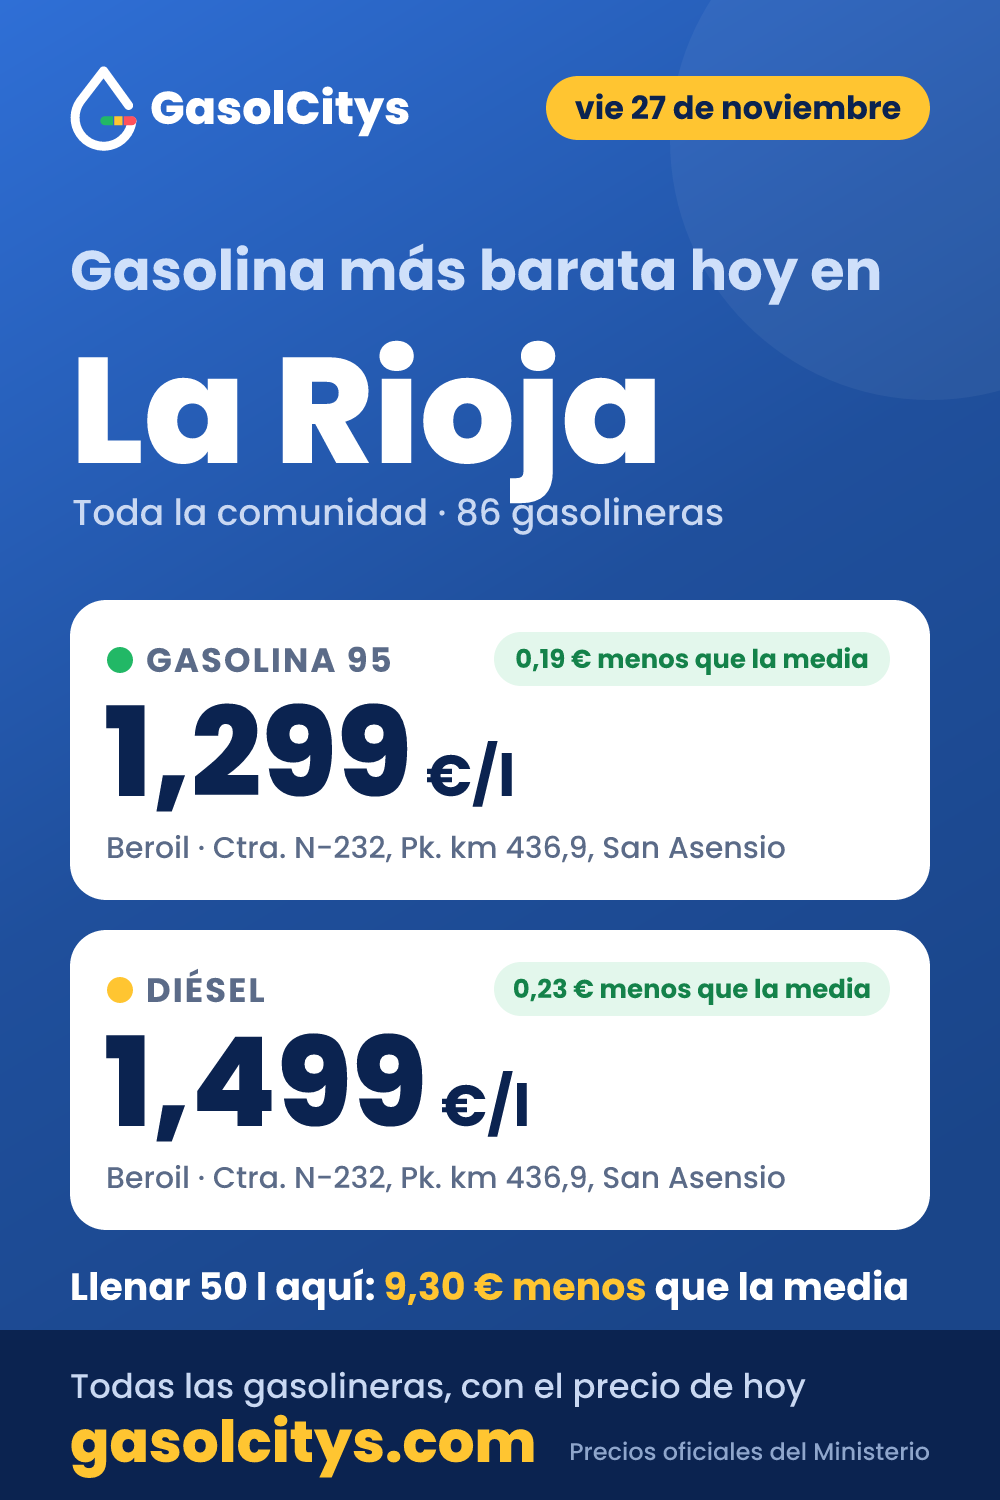 GasolCitys
vie 27 de noviembre
Gasolina más barata hoy en
La Rioja
Toda la comunidad · 86 gasolineras
GASOLINA 95
0,19 € menos que la media
1,299 €/l
Beroil · Ctra. N-232, Pk. km 436,9, San Asensio
DIÉSEL
0,23 € menos que la media
1,499 €/l
Beroil · Ctra. N-232, Pk. km 436,9, San Asensio
Llenar 50 l aquí: 9,30 € menos que la media
Todas las gasolineras, con el precio de hoy
gasolcitys.com
Precios oficiales del Ministerio